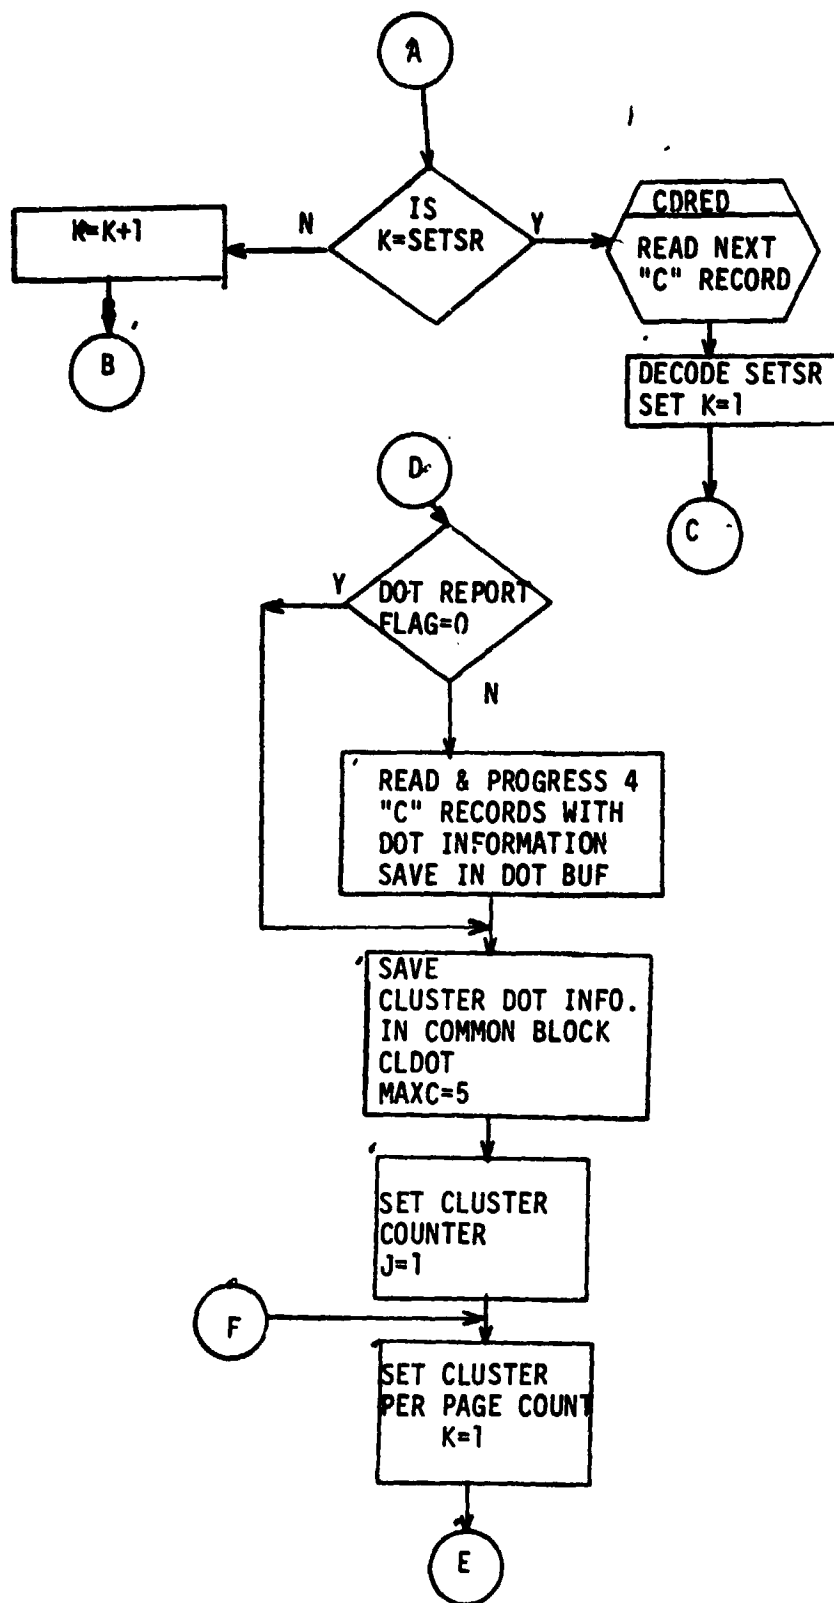 A
IS
K=SETSR
N
Y
K=K+1
CDRED
READ NEXT
"C" RECORD
B
DECODE SETSR
SET K=1
C
D
DOT REPORT
FLAG=0
Y
N
READ & PROGRESS 4
"C" RECORDS WITH
DOT INFORMATION
SAVE IN DOT BUF
SAVE
CLUSTER DOT INFO.
IN COMMON BLOCK
CLDOT
MAXC=5
SET CLUSTER
COUNTER
J=1
F
SET CLUSTER
PER PAGE COUNT
K=1
E